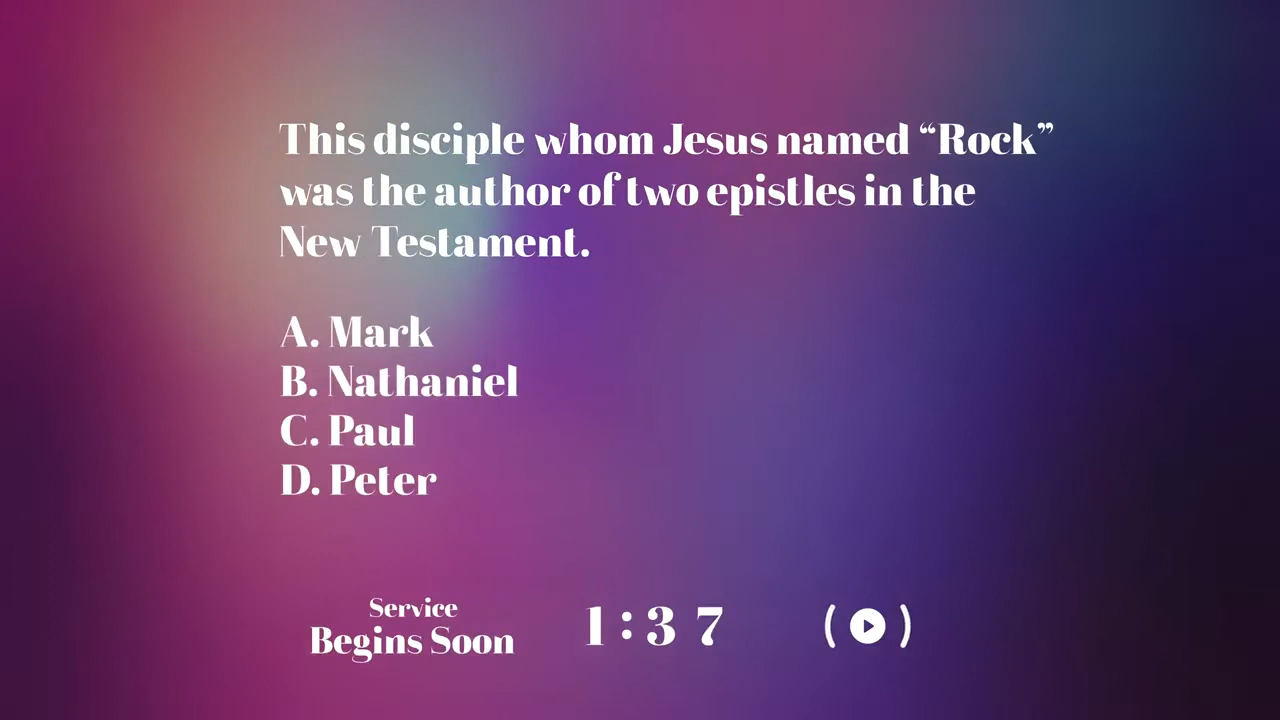 This disciple whom Jesus named “Rock”
was the author of two epistles in the
New Testament.
A. Mark
B. Nathaniel
C. Paul
D. Peter
Service
Begins Soon
1:37